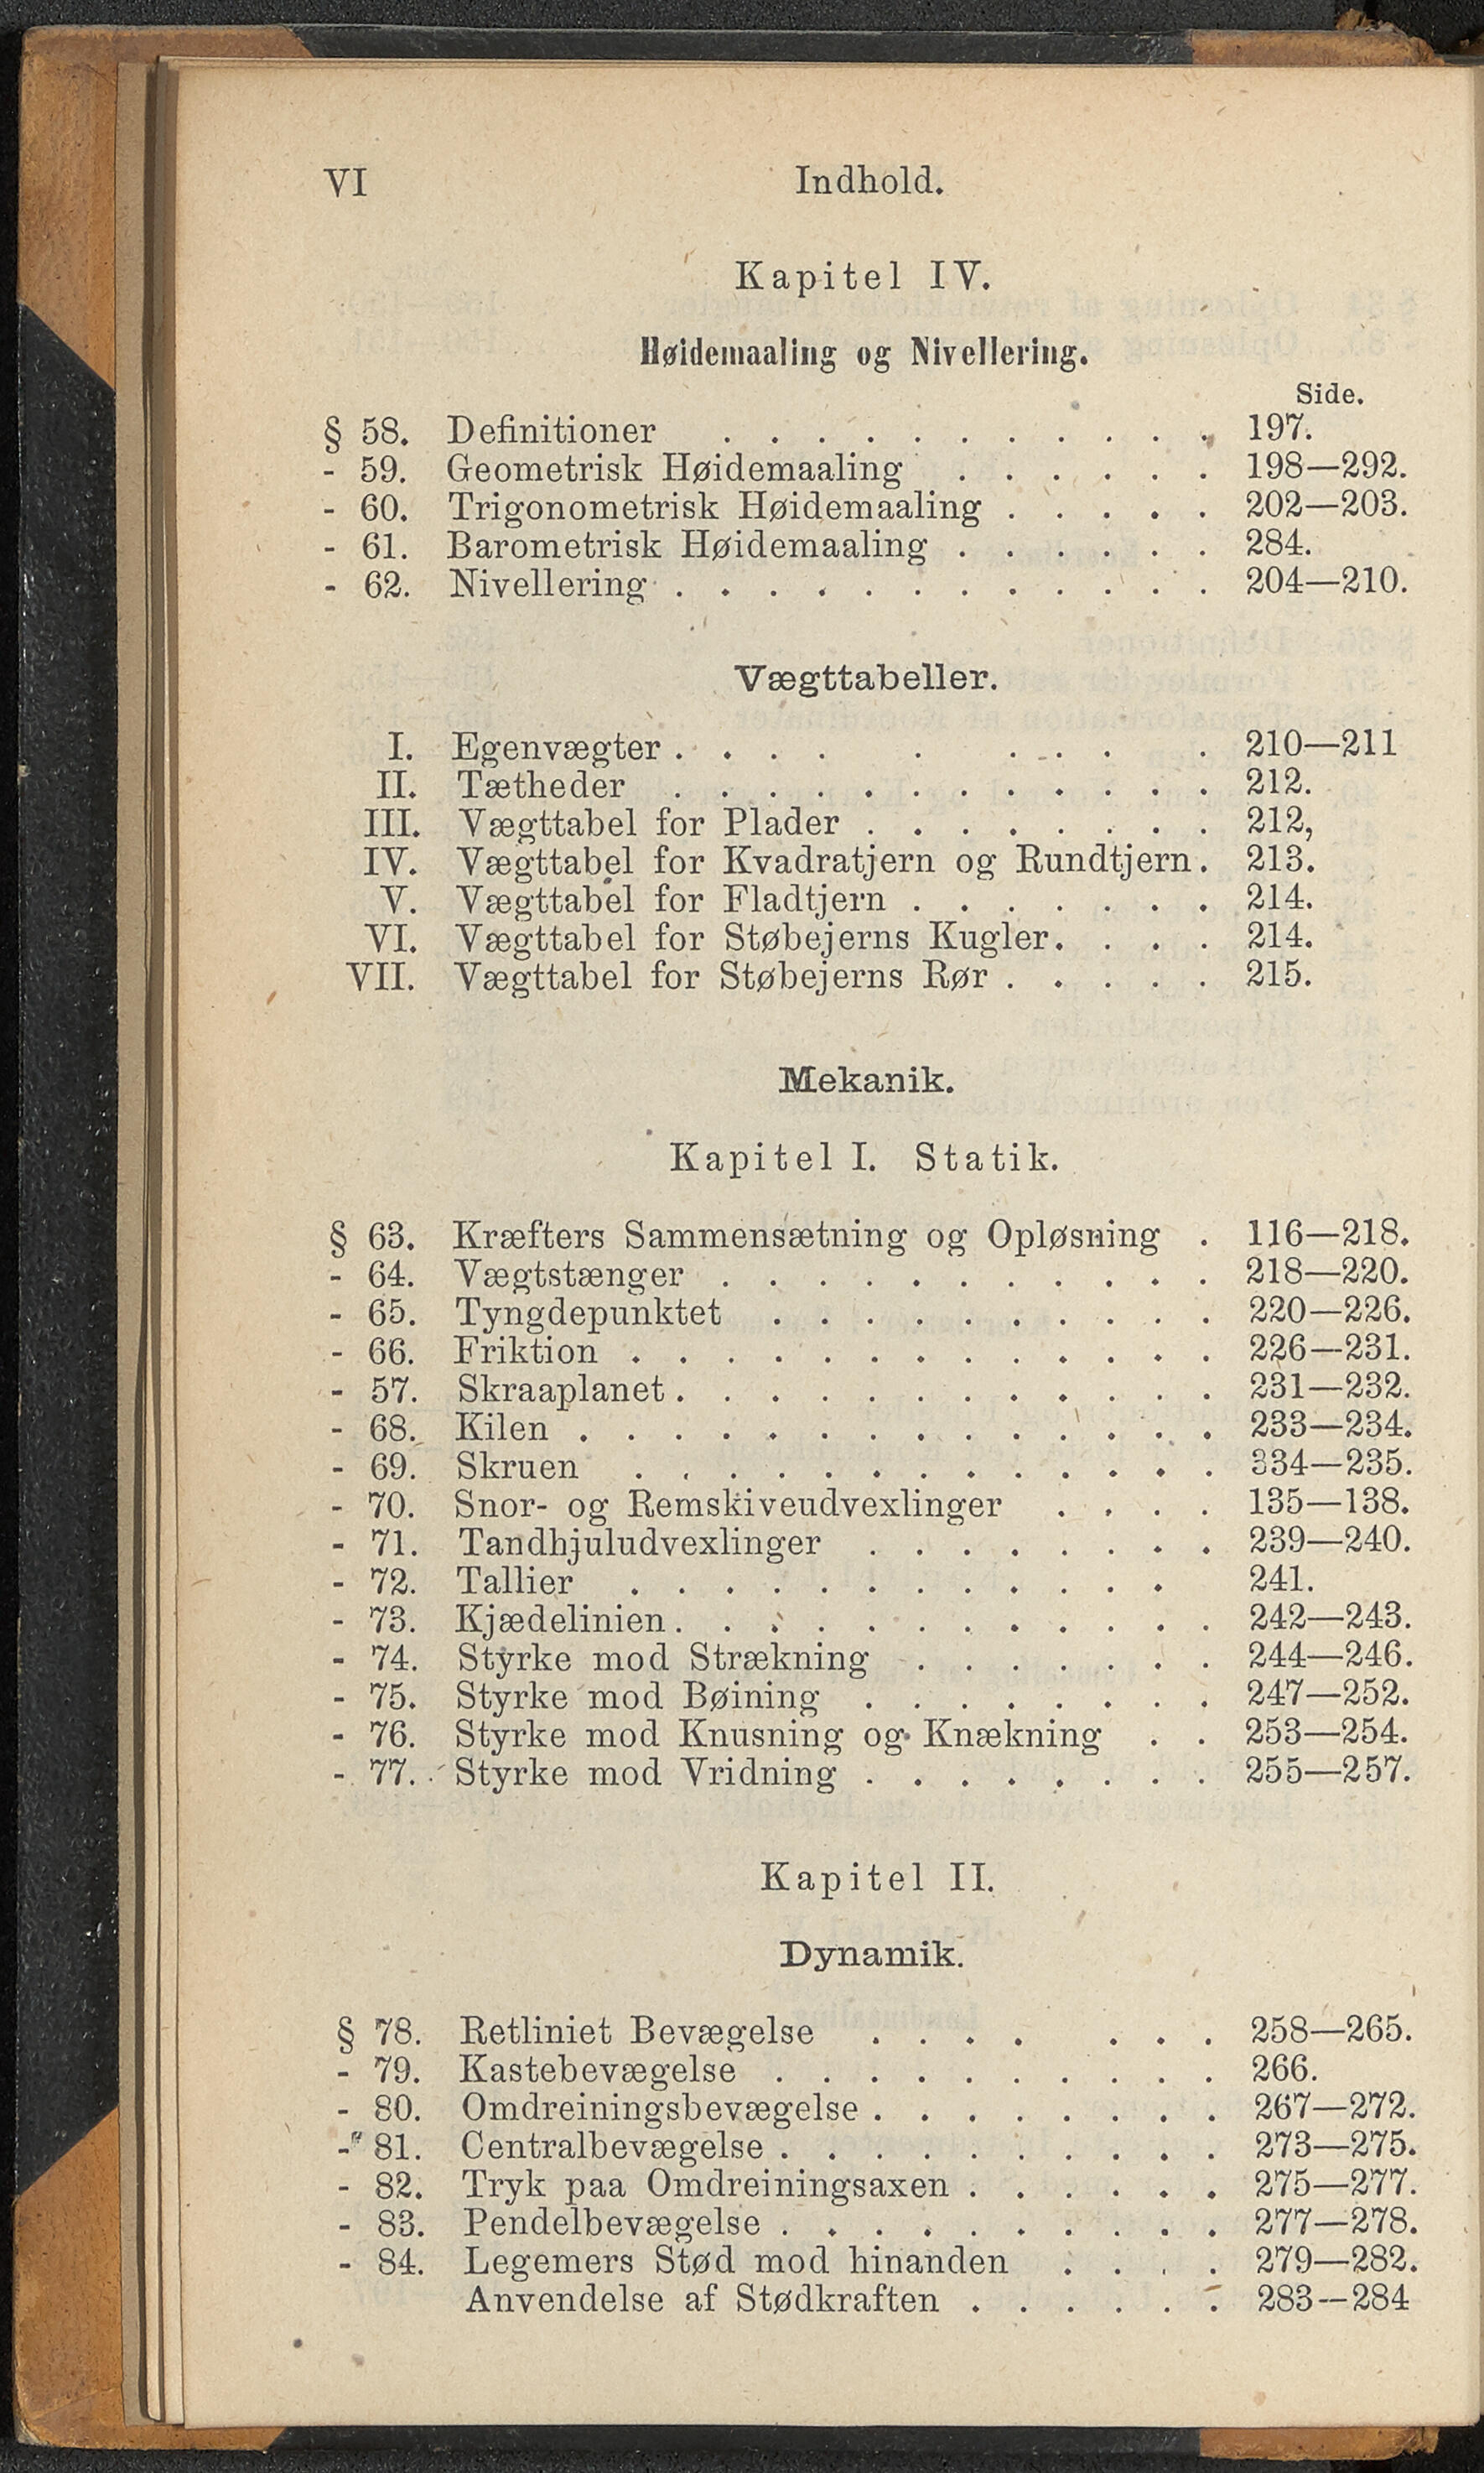 VI Indhold.
Kapitel IV.
Høidemaaling og Nivellering.
Side.
§ 58. Definitioner . . . . . . . . . . . 197.
- 59. Geometrisk Høidemaaling . . . . . . 198—292.
- 60. Trigonometrisk Høidemaaling . . . . . 202—203.
- 61. Barometrisk Høidemaaling . . . . . . 284.
- 62. Nivellering . . . . . . . . . . . . 204—210.
Vægttabeller.
I. Egenvægter . . . . . . . . . 210—211
II. Tætheder . . . . . . . . . . . . 212.
III. Vægttabel for Plader . . . . . . . . 212,
IV. Vægttabel for Kvadratjern og Rundtjern. 213.
V. Vægttabel for Fladtjern . . . . . . . 214.
VI. Vægttabel for Støbejerns Kugler. . . . 214.
VII. Vægttabel for Støbejerns Rør . . . . . 215.
Mekanik.
Kapitel I. Statik.
§ 63. Kræfters Sammensætning og Opløsning . 116—218.
- 64. Vægtstænger . . . . . . . . . . . 218—220.
- 65. Tyngdepunktet . . . . . . . . . . 220—226.
- 66. Friktion . . . . . . . . . . . . . 226—231.
- 57. Skraaplanet . . . . . . . . . . . . 231—232.
- 68. Kilen . . . . . . . . . . . . . . 233—234.
- 69. Skruen . . . . . . . . . . . . . 334—235.
- 70. Snor- og Remskiveudvexlinger . . . . 135—138.
- 71. Tandhjuludvexlinger . . . . . . . . 239—240.
- 72. Tallier . . . . . . . . . . . . 241.
- 73. Kjædelinien . . . . . . . . . . . . 242—243.
- 74. Styrke mod Strækning . . . . . . . 244—246.
- 75. Styrke mod Bøining . . . . . . . . 247—252.
- 76. Styrke mod Knusning og Knækning . . 253—254.
- 77. Styrke mod Vridning . . . . . . . . 255—257.
Kapitel II.
Dynamik.
§ 78. Retliniet Bevægelse . . . . . . . 258—265.
- 79. Kastebevægelse . . . . . . . . . . 266.
- 80. Omdreiningsbevægelse . . . . . . . . 267—272.
- 81. Centralbevægelse . . . . . . . . . . 273—275.
- 82. Tryk paa Omdreiningsaxen . . . . . . 275—277.
- 83. Pendelbevægelse . . . . . . . . . . 277—278.
- 84. Legemers Stød mod hinanden . . . . 279—282.
Anvendelse af Stødkraften . . . . . . 283—284